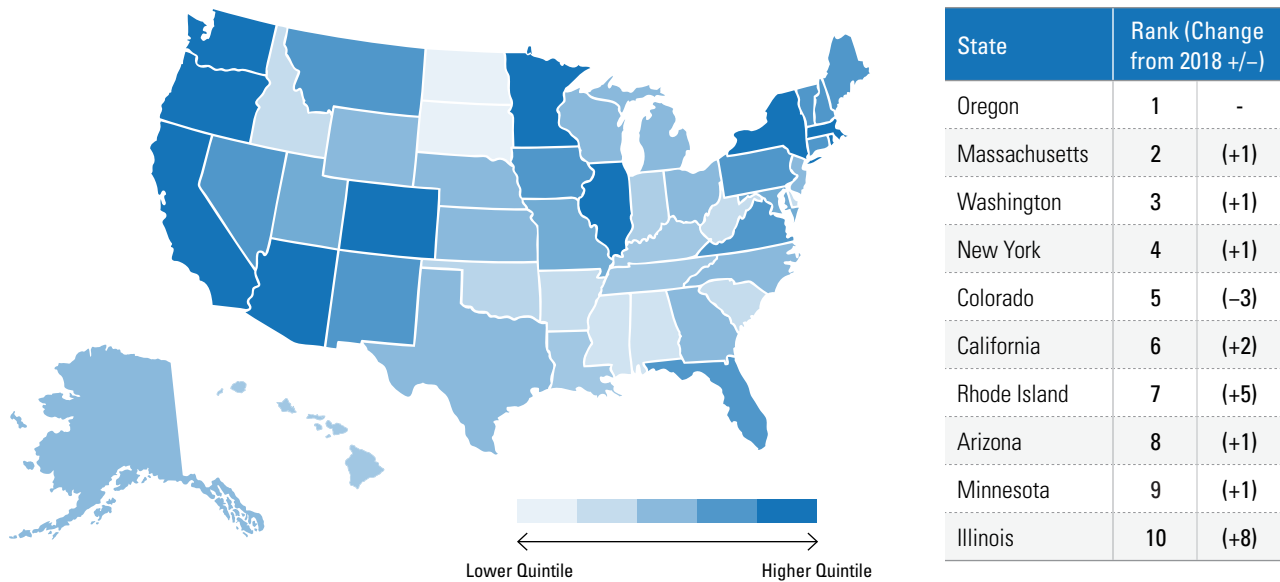 State Rank (Change
from 2018 +/–)
Oregon 1 -
Massachusetts 2 (+1)
Washington 3 (+1)
New York 4 (+1)
Colorado 5 (–3)
California 6 (+2)
Rhode Island 7 (+5)
Arizona 8 (+1)
Minnesota 9 (+1)
Illinois 10 (+8)
Lower Quintile Higher Quintile